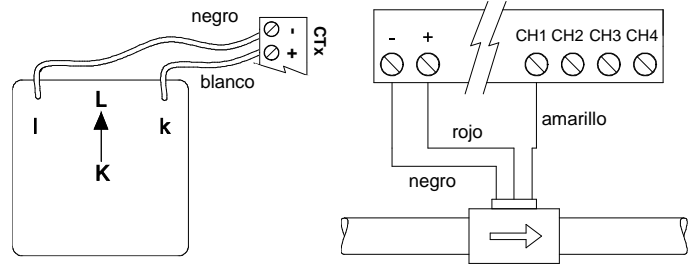 negro
-
+
CTx
blanco
L
l
k
K
- +
CH1 CH2 CH3 CH4
rojo
amarillo
negro